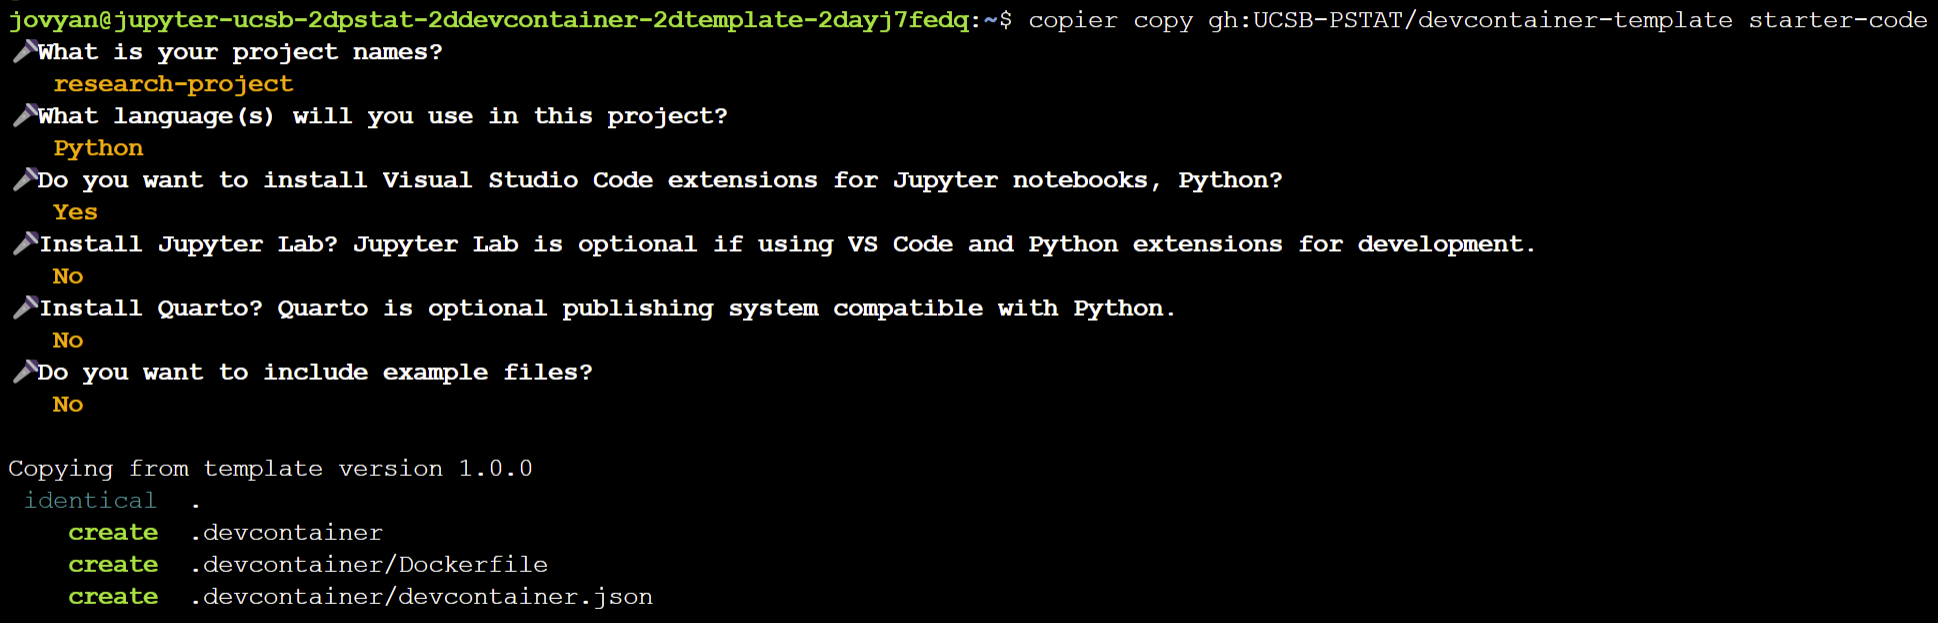 jovyan@jupyter-ucsb-2dpstat-2ddevcontainer-2dtemplate-2dayj7fedq:~$ copier copy gh:UCSB-PSTAT/devcontainer-template starter-code
🎤What is your project names?
research-project
🎤What language(s) will you use in this project?
Python
🎤Do you want to install Visual Studio Code extensions for Jupyter notebooks, Python?
Yes
🎤Install Jupyter Lab? Jupyter Lab is optional if using VS Code and Python extensions for development.
No
🎤Install Quarto? Quarto is optional publishing system compatible with Python.
No
🎤Do you want to include example files?
No
Copying from template version 1.0.0
identical .
create .devcontainer
create .devcontainer/Dockerfile
create .devcontainer/devcontainer.json